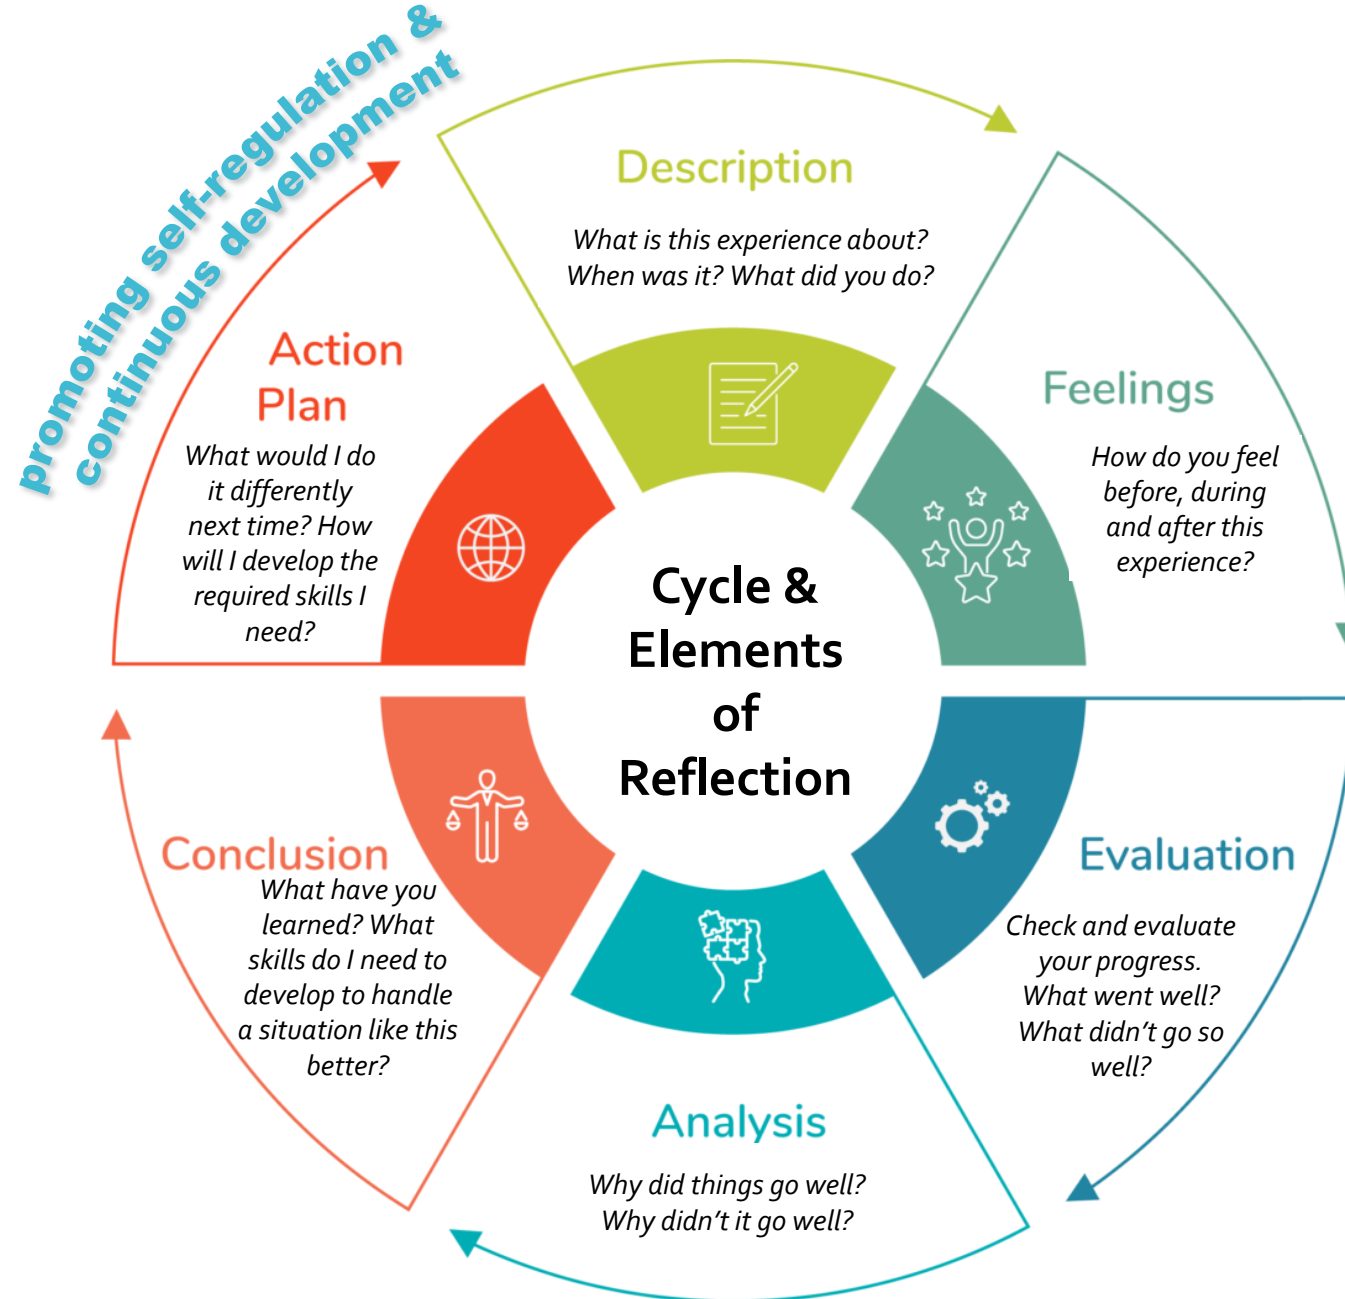 promoting self-regulation &
continuous development
Description
What is this experience about?
When was it? What did you do?
Feelings
How do you feel
before, during
and after this
experience?
Evaluation
Check and evaluate
your progress.
What went well?
What didn't go so
well?
Analysis
Why did things go well?
Why didn't it go well?
Conclusion
What have you
learned? What
skills do I need to
develop to handle
a situation like this
better?
Action
Plan
What would I do
it differently
next time? How
will I develop the
required skills I
need?
Cycle &
Elements
of
Reflection